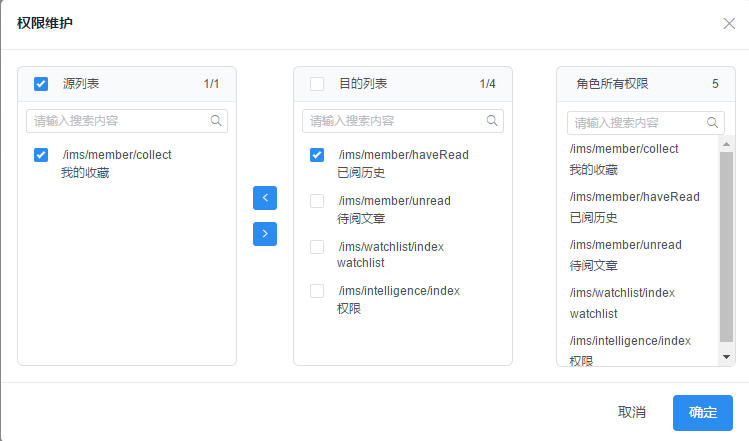 权限维护
源列表 1/1
请输入搜索内容
/ims/member/collect
我的收藏
目的列表 1/4
请输入搜索内容
/ims/member/haveRead
已阅历史
/ims/member/unread
待阅文章
/ims/watchlist/index
watchlist
/ims/intelligence/index
权限
角色所有权限 5
请输入搜索内容
/ims/member/collect
我的收藏
/ims/member/haveRead
已阅历史
/ims/member/unread
待阅文章
/ims/watchlist/index
watchlist
/ims/intelligence/index
权限
取消 确定